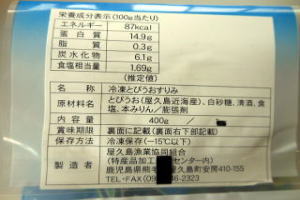 栄養成分表示（100g当たり）
エネルギー 87kcal
蛋白質 14.9g
脂質 0.3g
炭水化物 6.1g
食塩相当量 1.69g
（推定値）
名称 冷凍とびうおすりみ
原材料名 とびうお（屋久島近海産）、白砂糖、清酒、食
塩、本みりん／膨張剤
内容量 400g
賞味期限 裏面に記載（裏面右下部記載）
保存方法 冷凍保存（－15℃以下）
製造者 屋久島漁業協同組合
（特産品加工 センター内）
鹿児島県熊毛 屋久島町安房410-155
TEL・FAX(09 46-2323